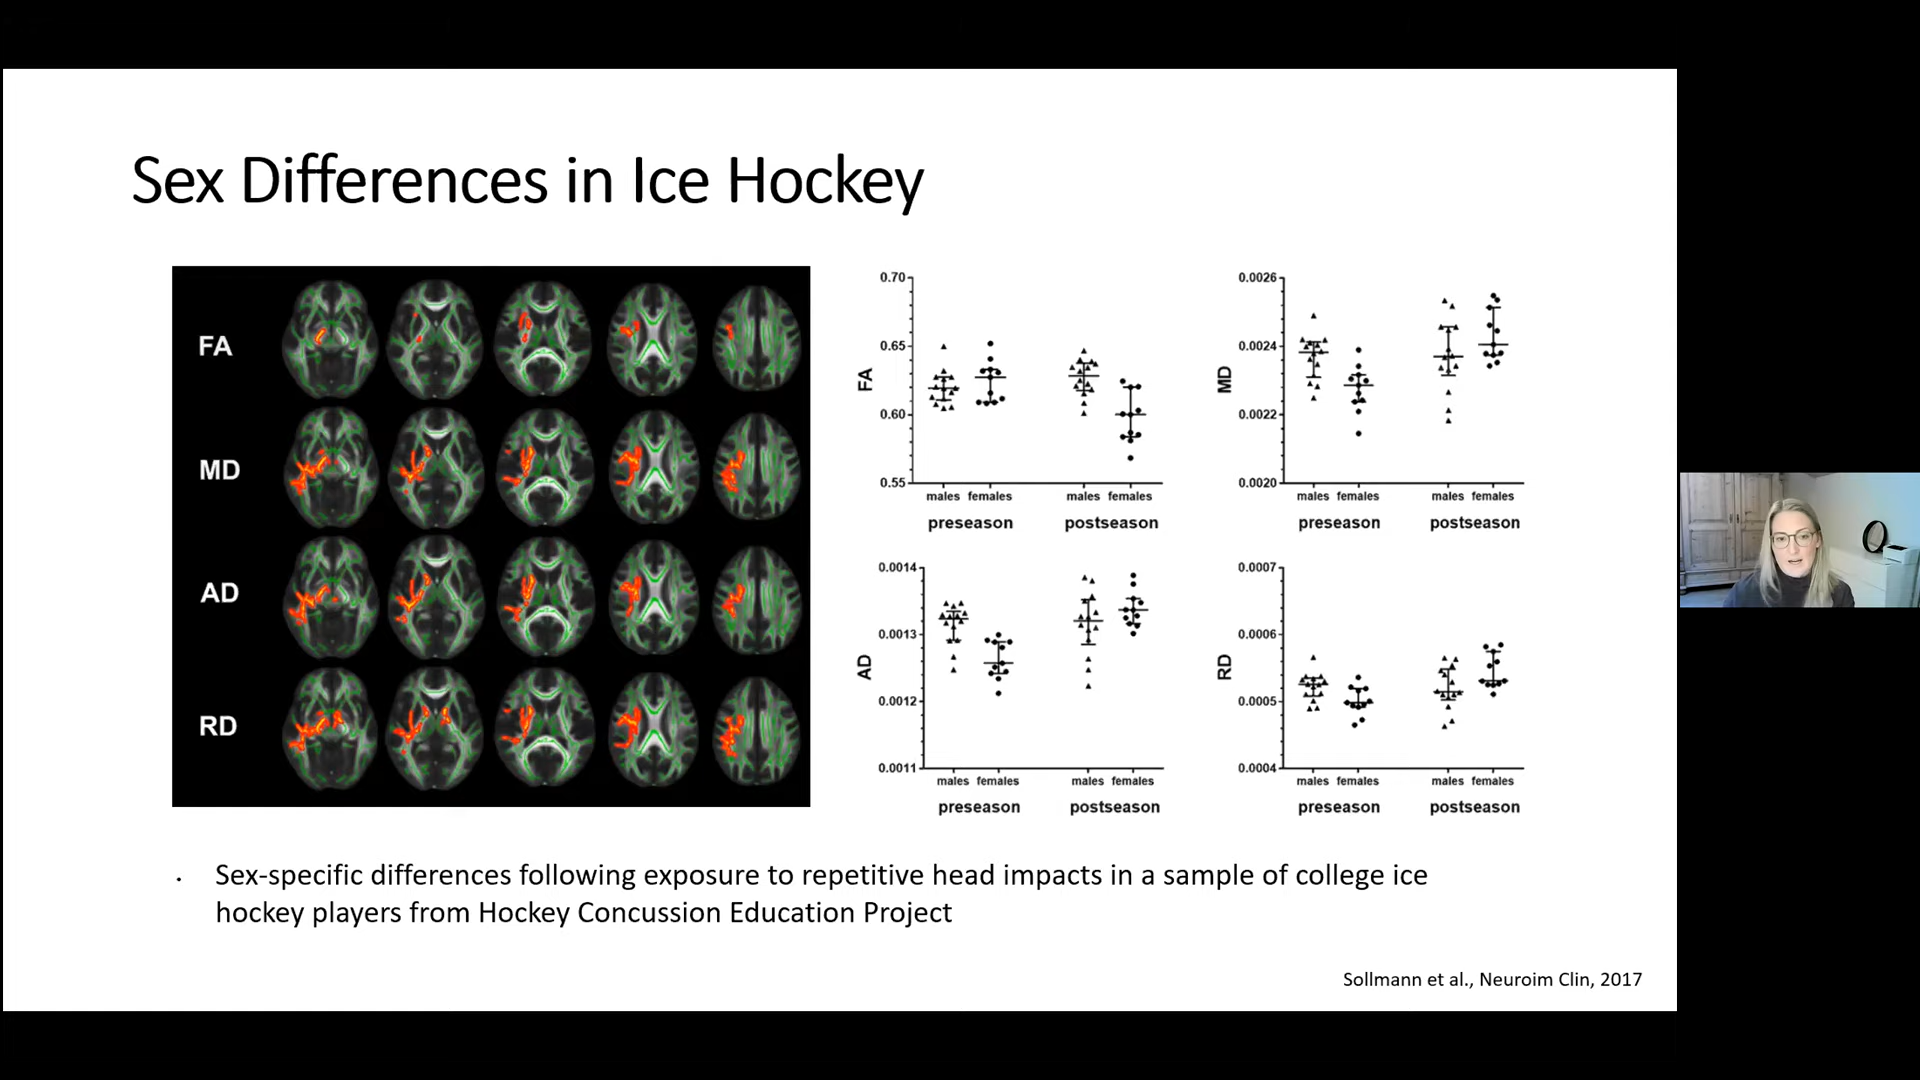 Sex Differences in Ice Hockey
FA
MD
AD
RD
0.70
0.65
0.60
0.55
FA
males females males females
preseason postseason
0.0026
0.0024
0.0022
0.0020
MD
males females males females
preseason postseason
0.0014
0.0013
0.0012
0.0011
AD
males females males females
preseason postseason
0.0007
0.0006
0.0005
0.0004
RD
males females males females
preseason postseason
Sex-specific differences following exposure to repetitive head impacts in a sample of college ice
hockey players from Hockey Concussion Education Project
Sollmann et al., Neuroim Clin, 2017